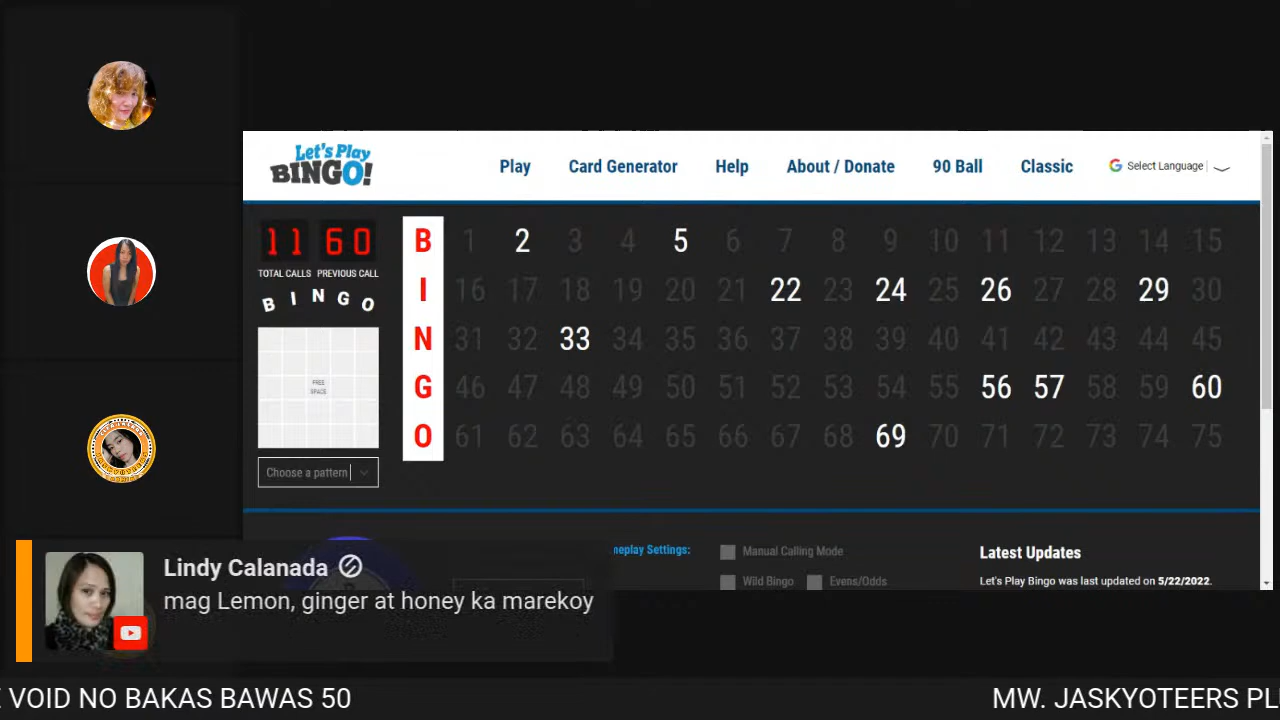 Let's Play
BINGO!
Play Card Generator Help About / Donate 90 Ball Classic Select Language
11 60
TOTAL CALLS PREVIOUS CALL
B I N G O
FREE
SPACE
Choose a pattern
B 1 2 3 4 5 6 7 8 9 10 11 12 13 14 15
I 16 17 18 19 20 21 22 23 24 25 26 27 28 29 30
N 31 32 33 34 35 36 37 38 39 40 41 42 43 44 45
G 46 47 48 49 50 51 52 53 54 55 56 57 58 59 60
O 61 62 63 64 65 66 67 68 69 70 71 72 73 74 75
Settings: Manual Calling Mode
Wild Bingo Evens/Odds
Latest Updates
Let's Play Bingo was last updated on 5/22/2022.
Lindy Calanada
mag Lemon, ginger at honey ka marekoy
VOID NO BAKAS BAWAS 50 MW. JASKYOTEERS PL